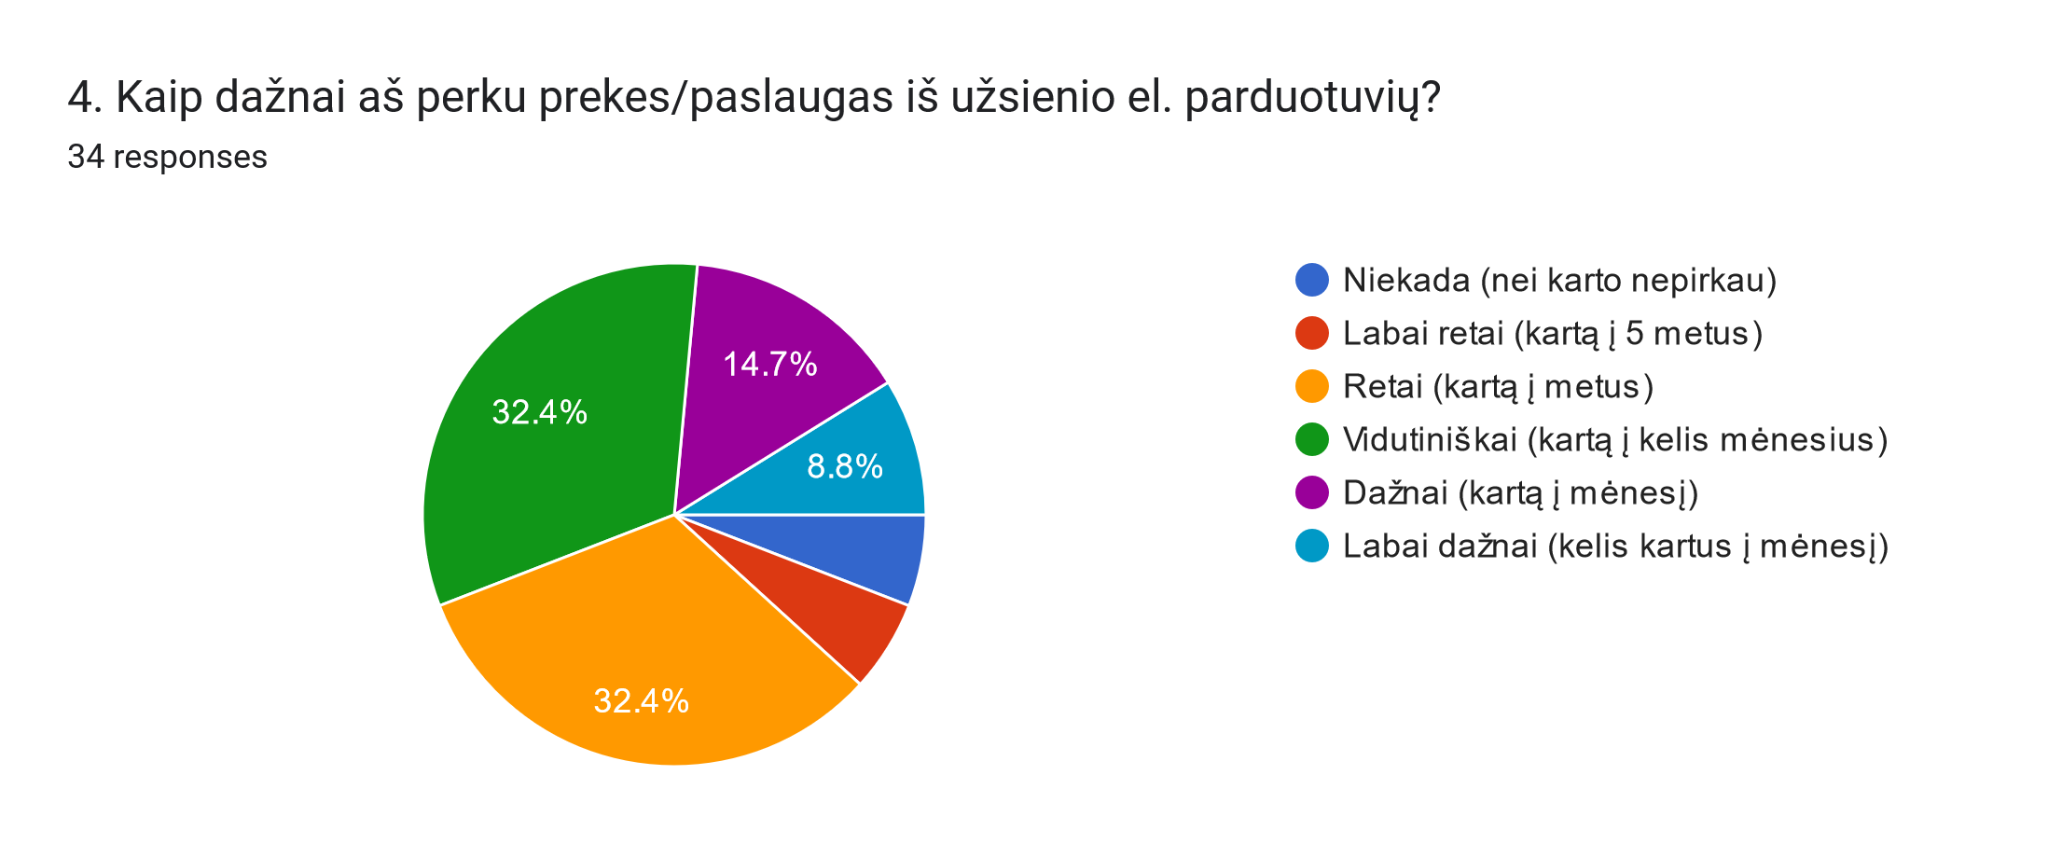 4. Kaip dažnai aš perku prekes/paslaugas iš užsienio el. parduotuvių?
34 responses
14.7%
32.4%
8.8%
32.4%
Niekada (nei karto nepirkau)
Labai retai (kartą į 5 metus)
Retai (kartą į metus)
Vidutiniškai (kartą į kelis mėnesius)
Dažnai (kartą į mėnesį)
Labai dažnai (kelis kartus į mėnesį)